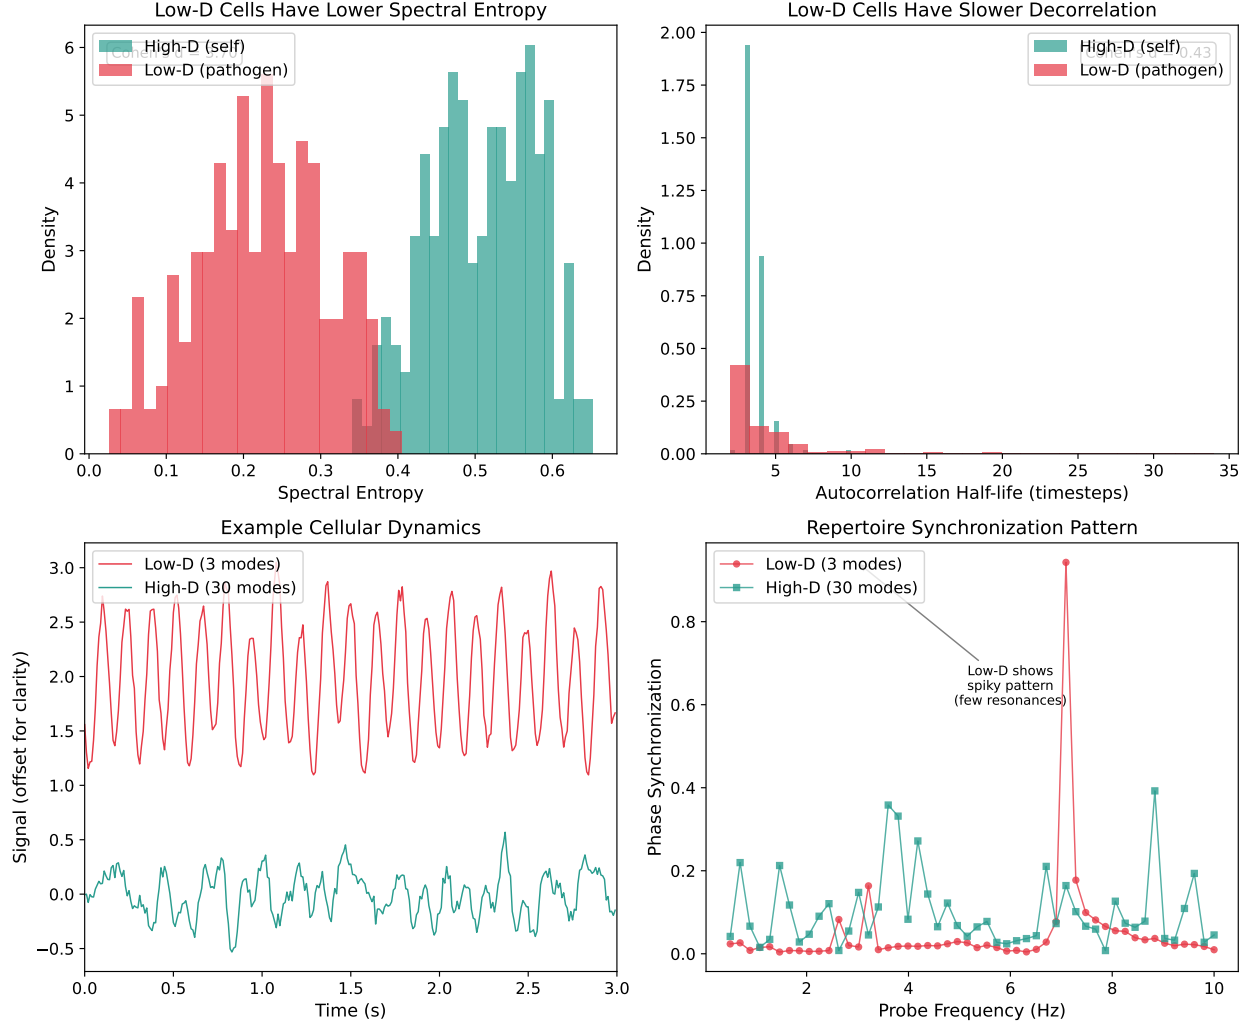 Low-D Cells Have Lower Spectral Entropy
High-D (self)
Low-D (pathogen)
Density
0
1
2
3
4
5
6
0.0
0.1
0.2
0.3
0.4
0.5
0.6
Spectral Entropy
Low-D Cells Have Slower Decorrelation
High-D (self)
Low-D (pathogen)
Cohen's d = 0.43
Density
0.00
0.25
0.50
0.75
1.00
1.25
1.50
1.75
2.00
5
10
15
20
25
30
35
Autocorrelation Half-life (timesteps)
Example Cellular Dynamics
Low-D (3 modes)
High-D (30 modes)
Signal (offset for clarity)
−0.5
0.0
0.5
1.0
1.5
2.0
2.5
3.0
0.0
0.5
1.0
1.5
2.0
2.5
3.0
Time (s)
Repertoire Synchronization Pattern
Low-D (3 modes)
High-D (30 modes)
Low-D shows
spiky pattern
(few resonances)
Phase Synchronization
0.0
0.2
0.4
0.6
0.8
2
4
6
8
10
Probe Frequency (Hz)